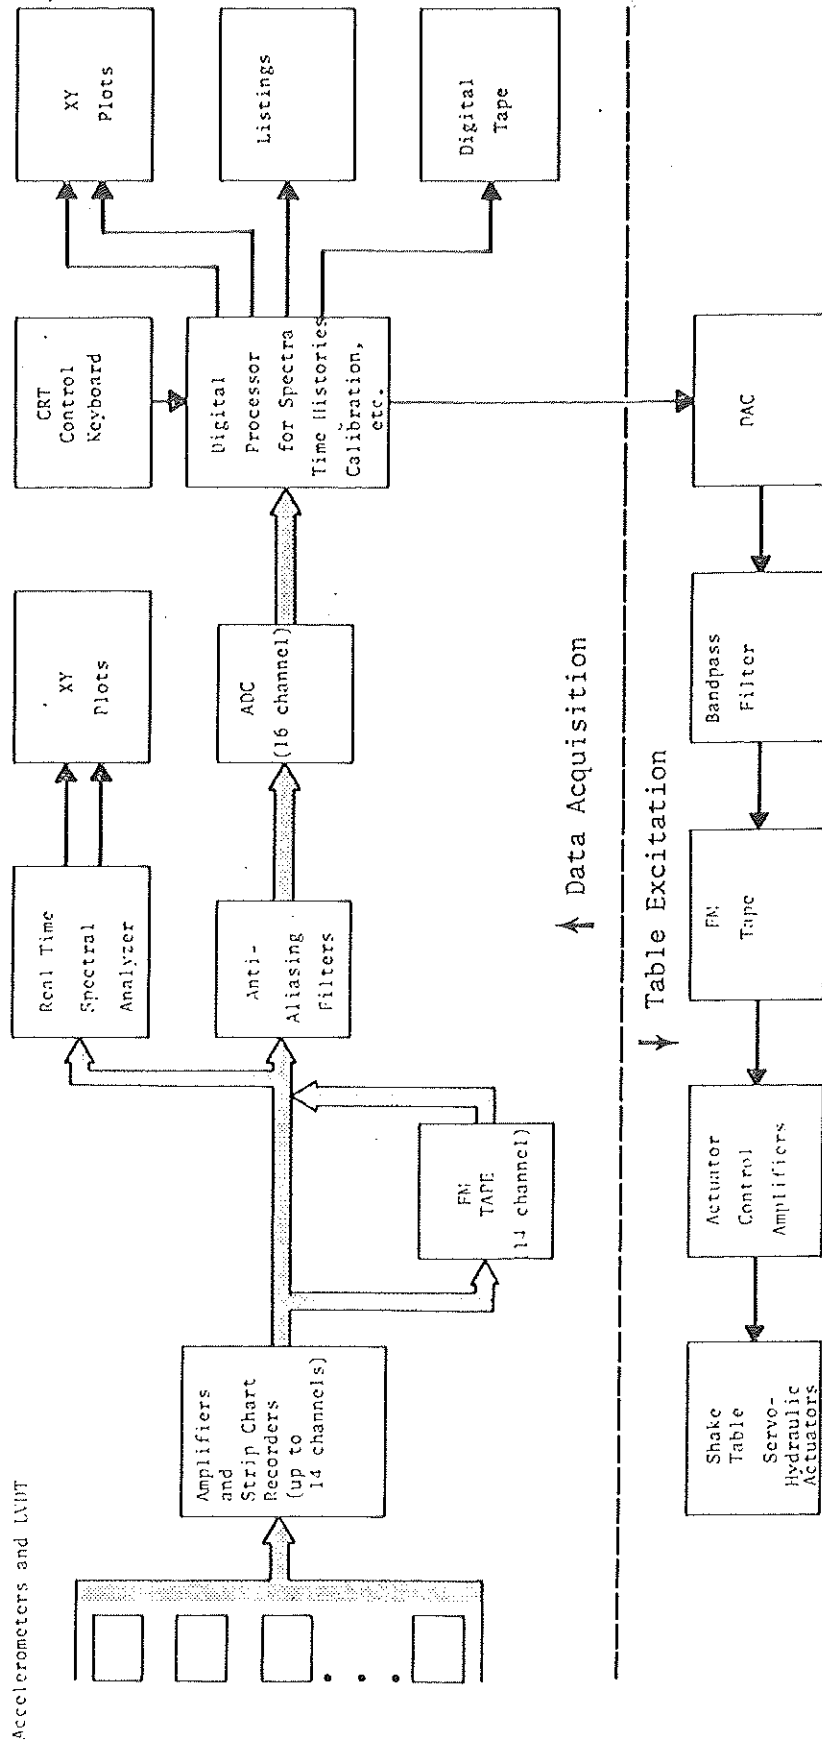 Accelerometers and LVDT
Amplifiers
and
Strip Chart
Recorders
(up to
14 channels)
FM
TAPE
(14 channel)
Real Time
Spectral
Analyzer
XY
Plots
Anti-
Aliasing
Filters
ADC
(16 channel)
CRT
Control
Keyboard
Digital
Processor
for Spectra
Time Histories
Calibration,
etc.
XY
Plots
Listings
Digital
Tape
Data Acquisition
Table Excitation
Shake
Table
Servo-
Hydraulic
Actuators
Actuator
Control
Amplifiers
FM
Tape
Bandpass
Filter
DAC